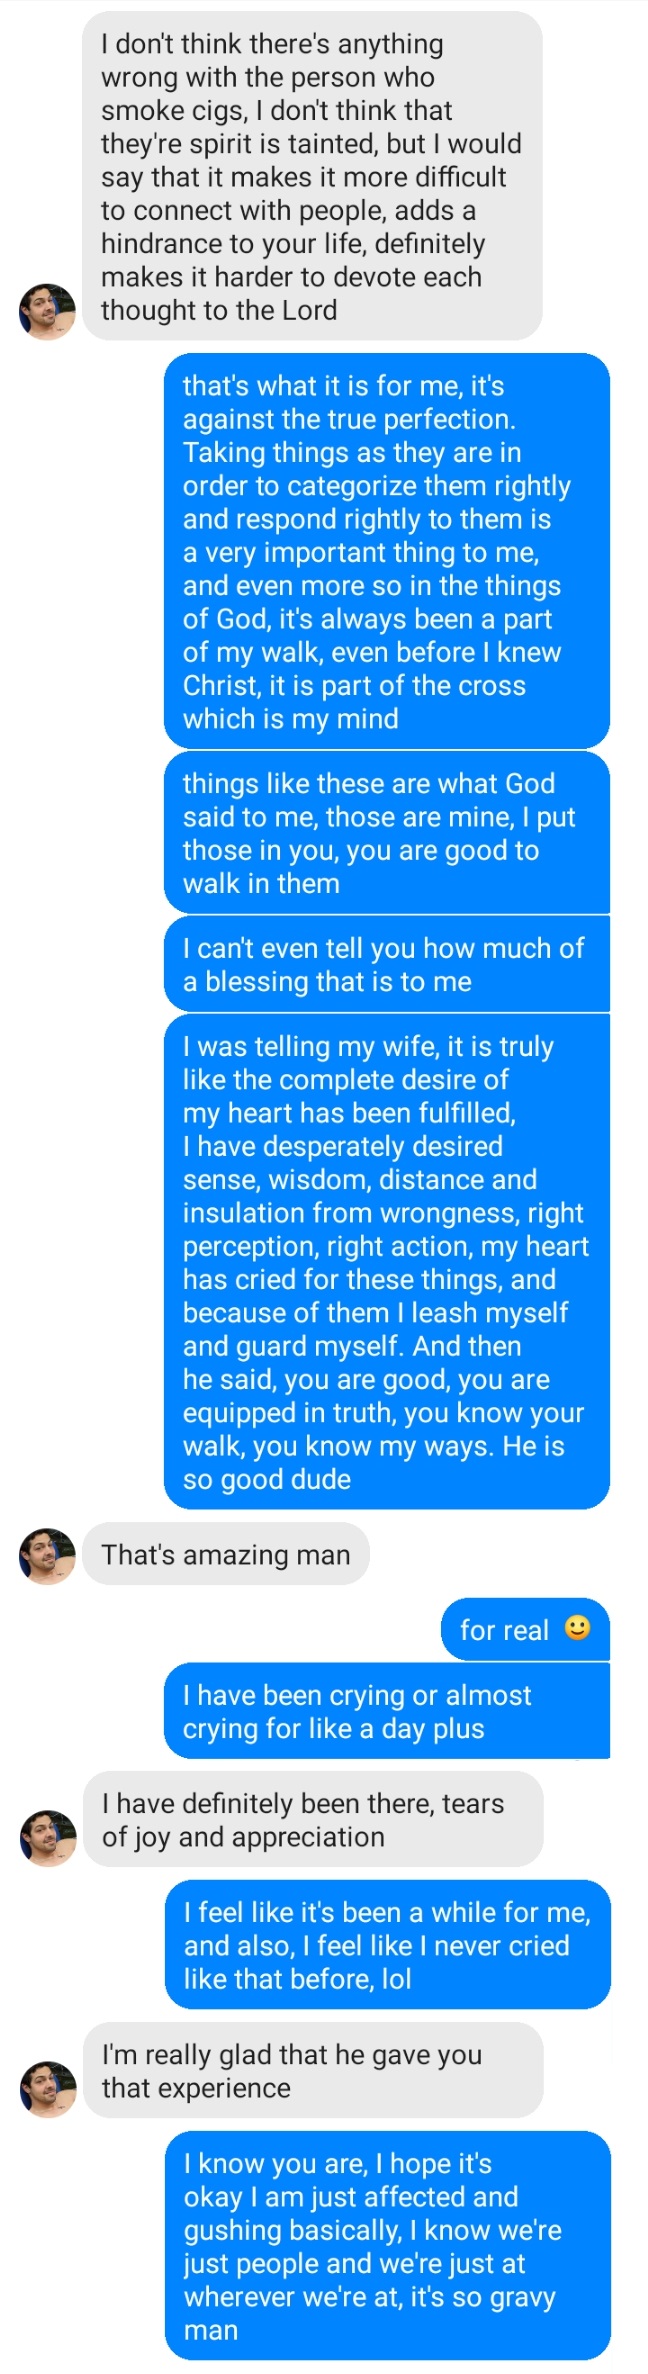 I don't think there's anything
wrong with the person who
smoke cigs, I don't think that
they're spirit is tainted, but I would
say that it makes it more difficult
to connect with people, adds a
hindrance to your life, definitely
makes it harder to devote each
thought to the Lord
that's what it is for me, it's
against the true perfection.
Taking things as they are in
order to categorize them rightly
and respond rightly to them is
a very important thing to me,
and even more so in the things
of God, it's always been a part
of my walk, even before I knew
Christ, it is part of the cross
which is my mind
things like these are what God
said to me, those are mine, I put
those in you, you are good to
walk in them
I can't even tell you how much of
a blessing that is to me
I was telling my wife, it is truly
like the complete desire of
my heart has been fulfilled,
I have desperately desired
sense, wisdom, distance and
insulation from wrongness, right
perception, right action, my heart
has cried for these things, and
because of them I leash myself
and guard myself. And then
he said, you are good, you are
equipped in truth, you know your
walk, you know my ways. He is
so good dude
That's amazing man
for real 🙂
I have been crying or almost
crying for like a day plus
I have definitely been there, tears
of joy and appreciation
I feel like it's been a while for me,
and also, I feel like I never cried
like that before, lol
I'm really glad that he gave you
that experience
I know you are, I hope it's
okay I am just affected and
gushing basically, I know we're
just people and we're just at
wherever we're at, it's so gravy
man